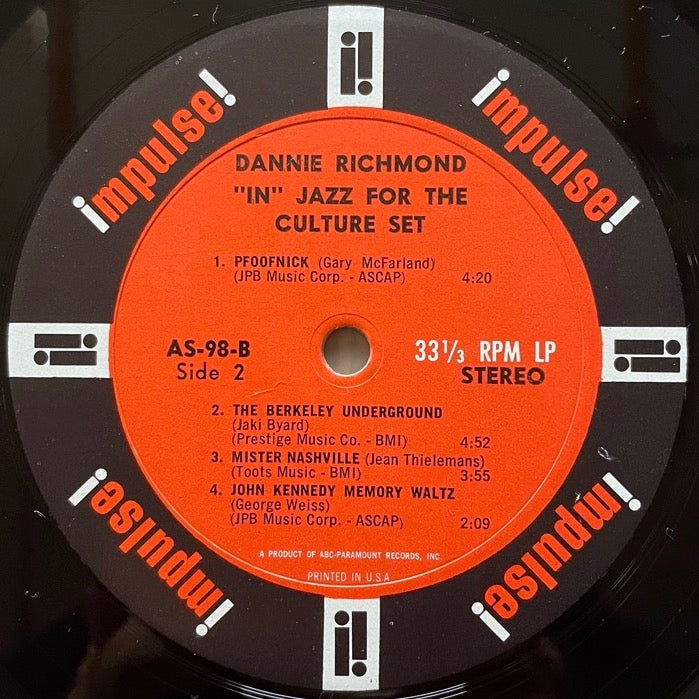 impulse!
impulse!
DANNIE RICHMOND
"IN" JAZZ FOR THE
CULTURE SET
1. PFOOFNICK (Gary McFarland)
(JPB Music Corp. - ASCAP) 4:20
AS-98-B
Side 2
33 1/3 RPM LP
STEREO
2. THE BERKELEY UNDERGROUND
(Jaki Byard)
(Prestige Music Co. - BMI) 4:52
3. MISTER NASHVILLE (Jean Thielemans)
(Toots Music - BMI) 3:55
4. JOHN KENNEDY MEMORY WALTZ
(George Weiss)
(JPB Music Corp. - ASCAP) 2:09
A PRODUCT OF ABC-PARAMOUNT RECORDS, INC.
PRINTED IN U.S.A
impulse!
impulse!